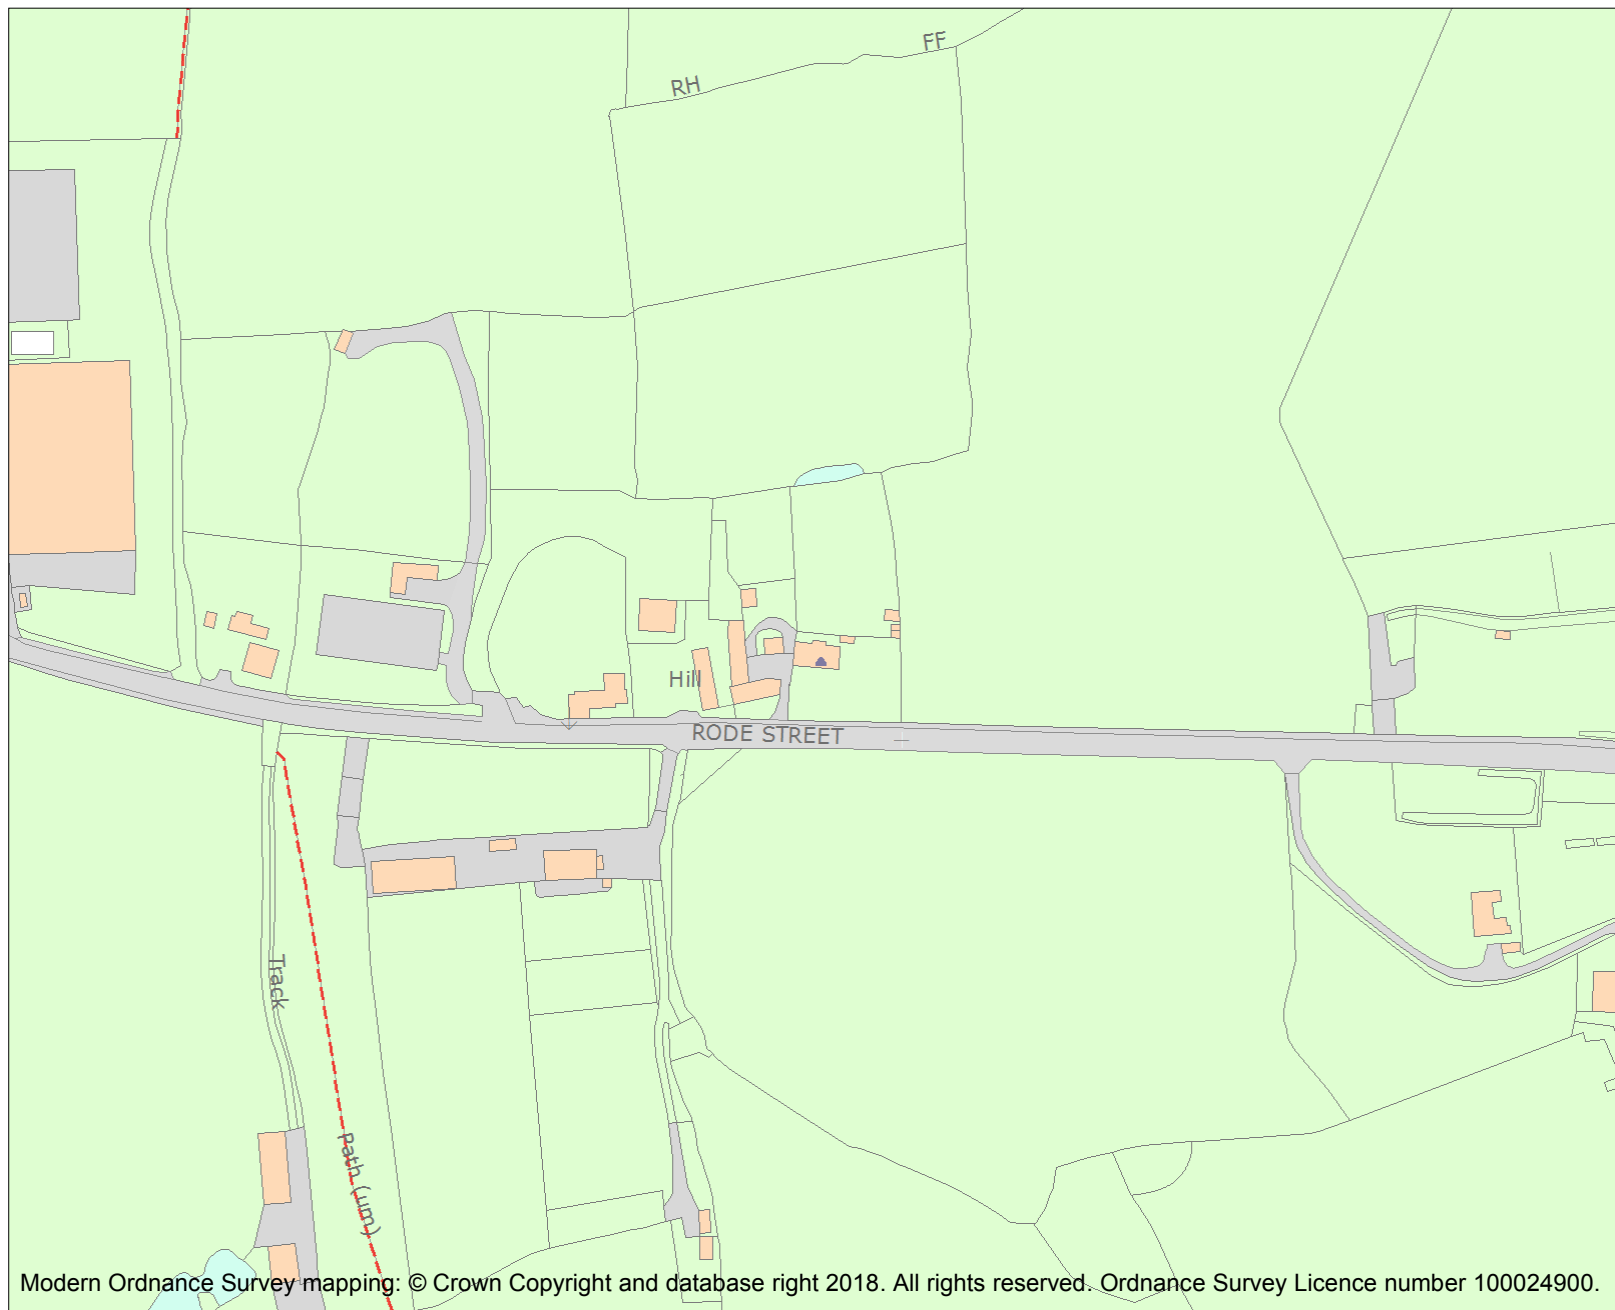 FF
RH
Hill
RODE STREET
Track
Path (um)
Modern Ordnance Survey mapping: © Crown Copyright and database right 2018. All rights reserved. Ordnance Survey Licence number 100024900.